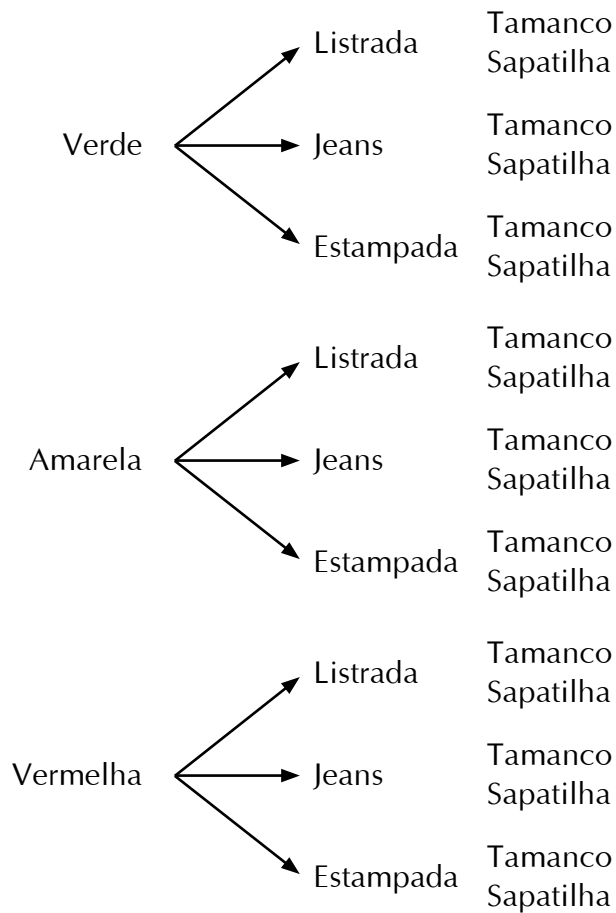 Listrada Tamanco
Sapatilha
Verde Jeans Tamanco
Sapatilha
Estampada Tamanco
Sapatilha
Listrada Tamanco
Sapatilha
Amarela Jeans Tamanco
Sapatilha
Estampada Tamanco
Sapatilha
Listrada Tamanco
Sapatilha
Vermelha Jeans Tamanco
Sapatilha
Estampada Tamanco
Sapatilha